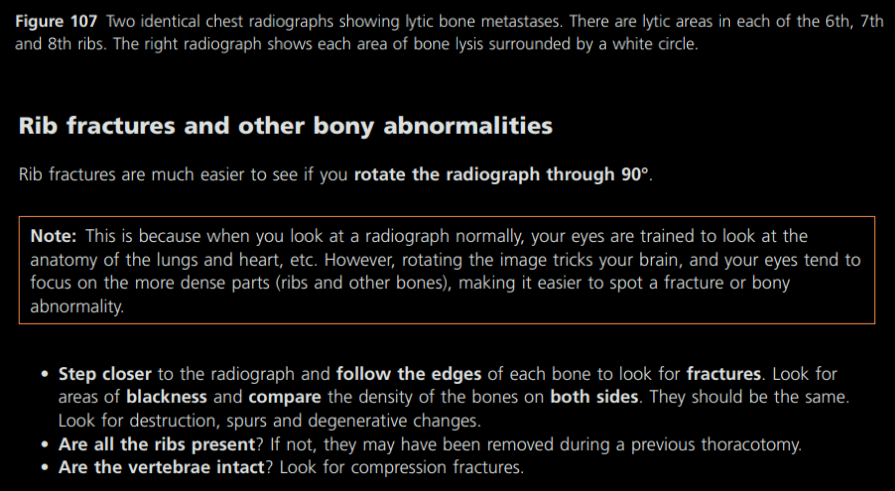 Figure 107 Two identical chest radiographs showing lytic bone metastases. There are lytic areas in each of the 6th, 7th
and 8th ribs. The right radiograph shows each area of bone lysis surrounded by a white circle.
Rib fractures and other bony abnormalities
Rib fractures are much easier to see if you rotate the radiograph through 90º.
Note: This is because when you look at a radiograph normally, your eyes are trained to look at the
anatomy of the lungs and heart, etc. However, rotating the image tricks your brain, and your eyes tend to
focus on the more dense parts (ribs and other bones), making it easier to spot a fracture or bony
abnormality.
• Step closer to the radiograph and follow the edges of each bone to look for fractures. Look for
areas of blackness and compare the density of the bones on both sides. They should be the same.
Look for destruction, spurs and degenerative changes.
• Are all the ribs present? If not, they may have been removed during a previous thoracotomy.
• Are the vertebrae intact? Look for compression fractures.